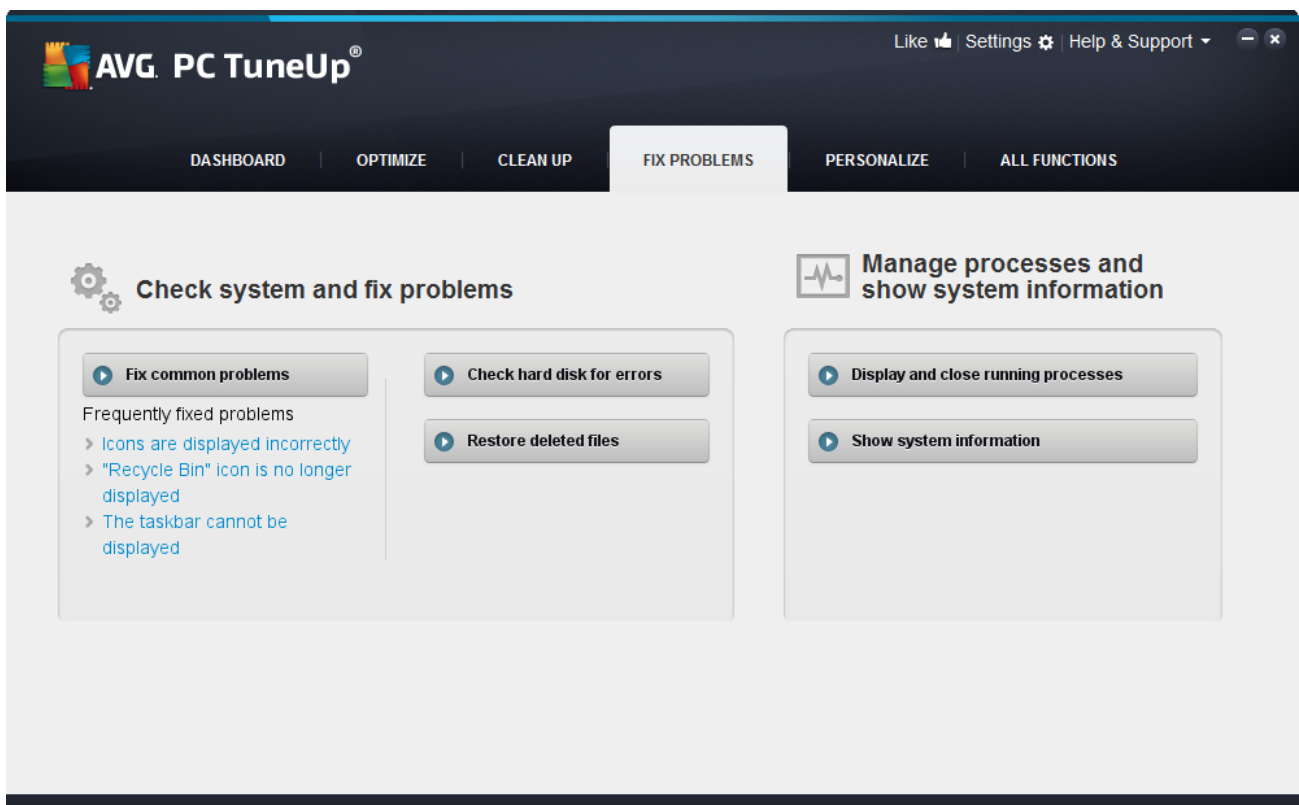 Like | Settings | Help & Support
AVG. PC TuneUp®
DASHBOARD | OPTIMIZE | CLEAN UP | FIX PROBLEMS | PERSONALIZE | ALL FUNCTIONS
Check system and fix problems
Fix common problems
Frequently fixed problems
Icons are displayed incorrectly
"Recycle Bin" icon is no longer
displayed
The taskbar cannot be
displayed
Check hard disk for errors
Restore deleted files
Manage processes and
show system information
Display and close running processes
Show system information